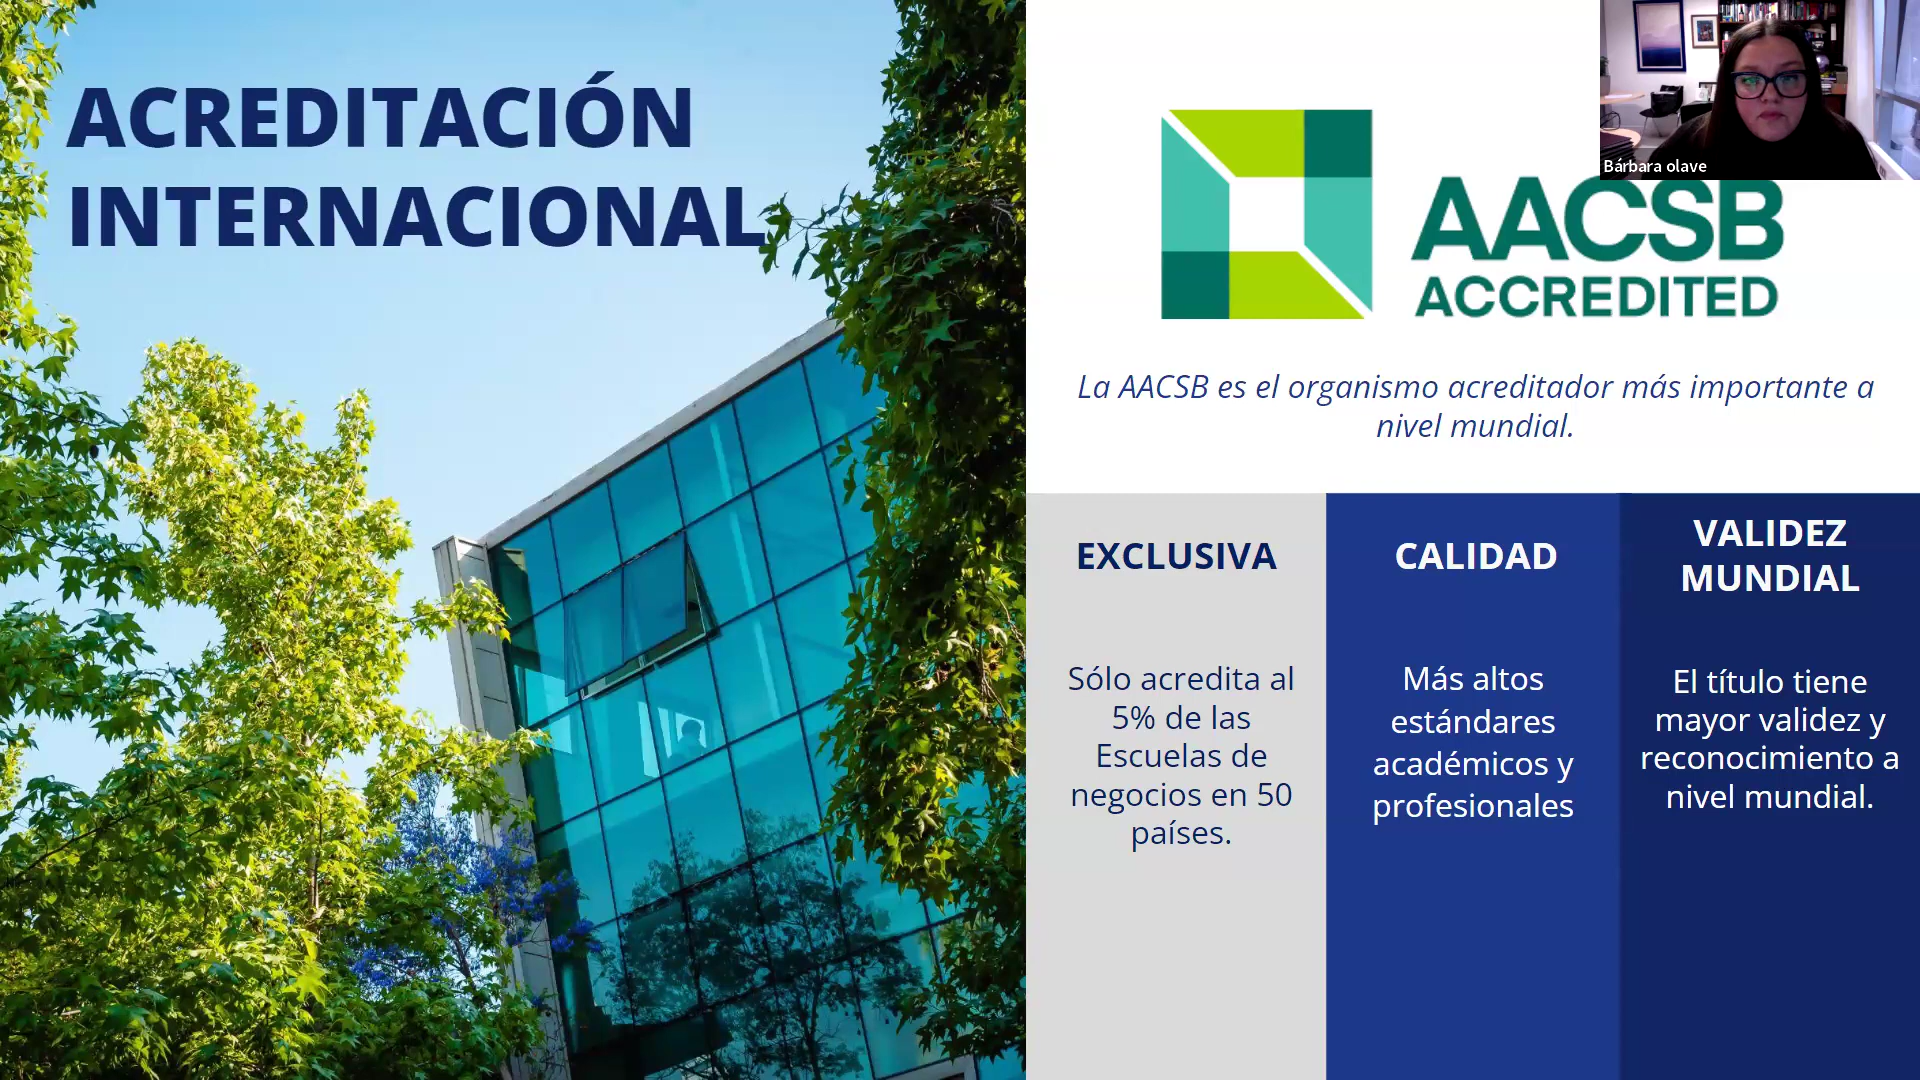 ACREDITACIÓN
INTERNACIONAL
Bárbara olave
AACSB
ACCREDITED
La AACSB es el organismo acreditador más importante a
nivel mundial.
EXCLUSIVA
Sólo acredita al
5% de las
Escuelas de
negocios en 50
países.
CALIDAD
Más altos
estándares
académicos y
profesionales
VALIDEZ
MUNDIAL
El título tiene
mayor validez y
reconocimiento a
nivel mundial.